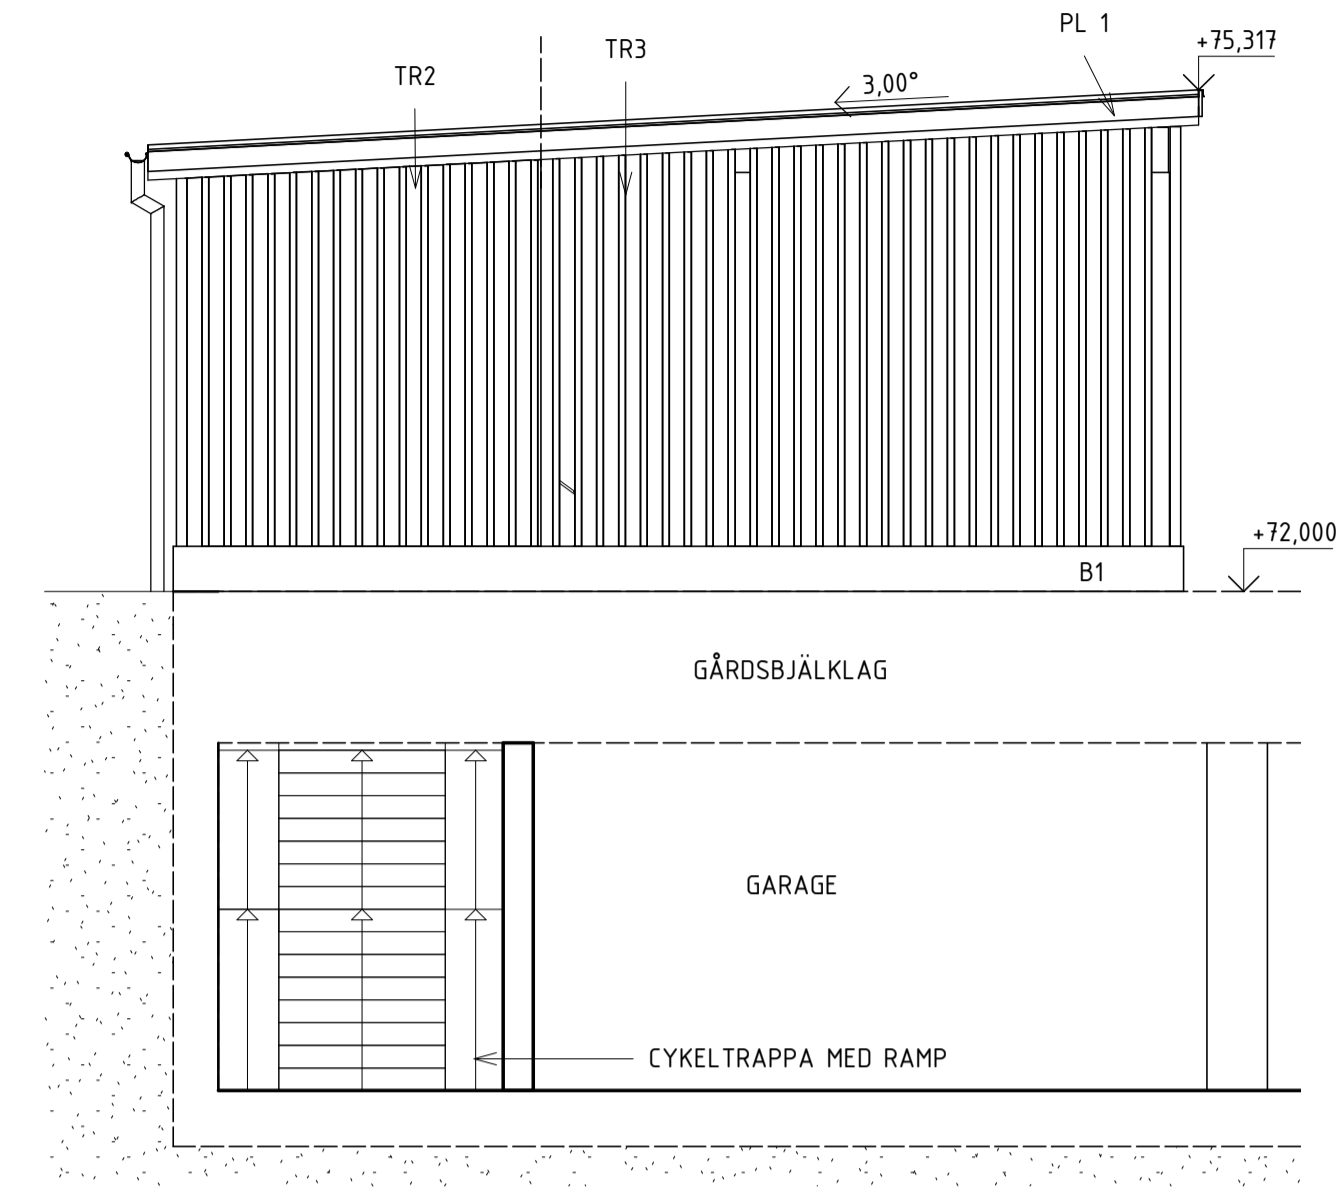 PL 1
+75,317
TR3
TR2
3,00°
+72,000
B1
GÅRDSBJÄLKLAG
GARAGE
CYKELTRAPPA MED RAMP